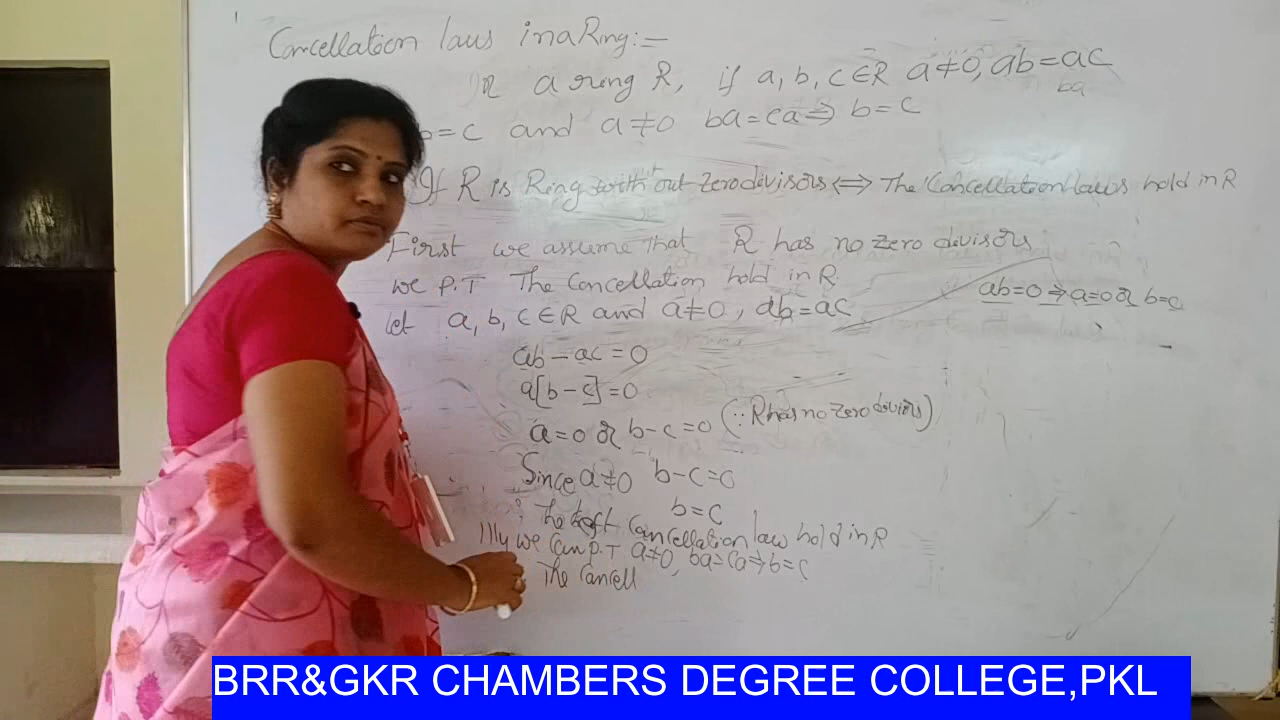 Cancellation laws in a Ring:-
In a ring R, if a, b, c ∈ R a≠0, ab = ac
ba
b = c and a ≠ 0 ba = ca ⇒ b = c
If R is Ring with out Zero divisors ⇔ The Cancellation laws hold in R
First we assume that R has no zero divisors
we P.T The Cancellation hold in R.
ab = 0 ⇒ a = 0 or b = c
let a, b, c ∈ R and a ≠ 0, ab = ac
ab - ac = 0
a[b - c] = 0
a = 0 or b - c = 0 (∵ R has no zero divisors)
Since a ≠ 0 b - c = 0
b = c
∴ The left Cancellation law hold in R
lllly we can P.T a ≠ 0, ba = ca ⇒ b = c
The Cancell
BRR&GKR CHAMBERS DEGREE COLLEGE,PKL